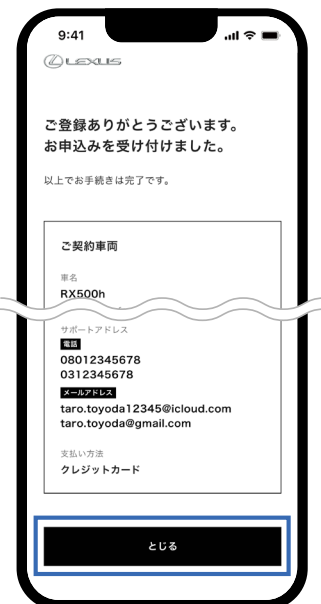 9:41
LEXUS
ご登録ありがとうございます。
お申込みを受け付けました。
以上でお手続きは完了です。
ご契約車両
車名
RX500h
サポートアドレス
電話
08012345678
0312345678
メールアドレス
taro.toyoda12345@icloud.com
taro.toyoda@gmail.com
支払い方法
クレジットカード
とじる